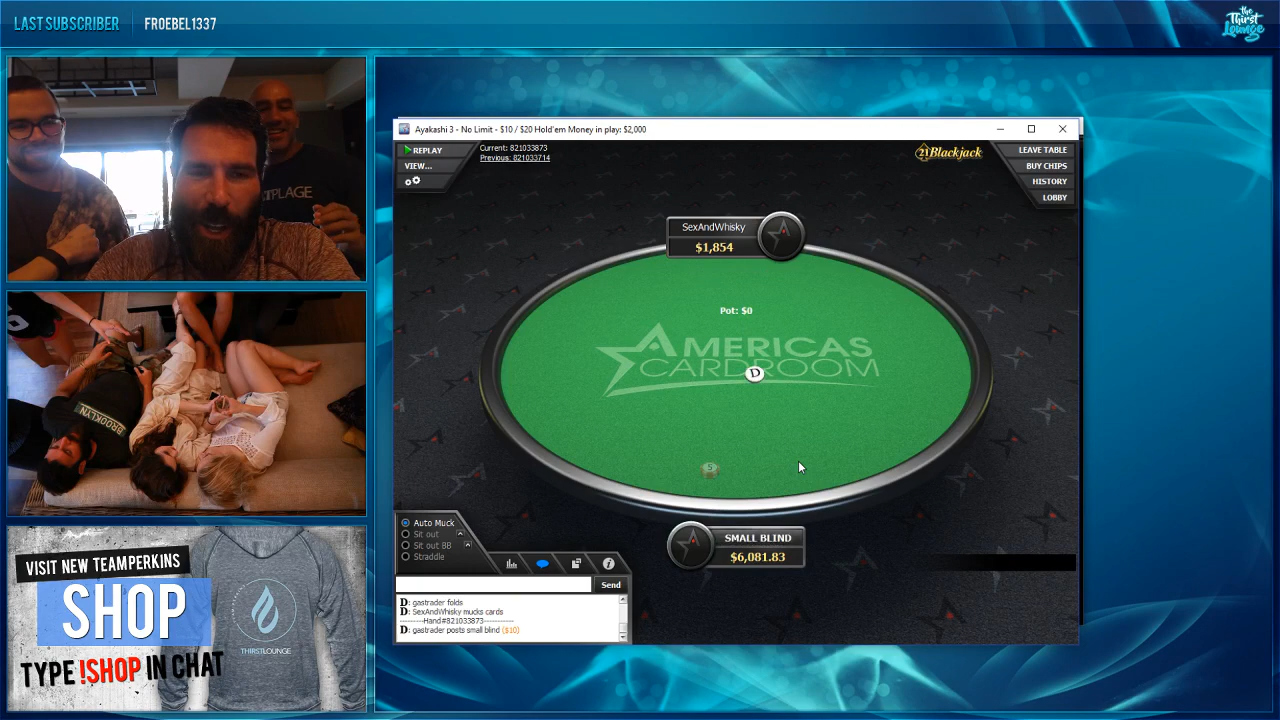 LAST SUBSCRIBER
FROEBEL1337
the
Thirst
Lounge
BROOKLYN
VISIT NEW TEAMPERKINS
SHOP
TYPE !SHOP IN CHAT
THIRSTLOUNGE
Ayakashi 3 - No Limit - $10 / $20 Hold'em Money in play: $2,000
REPLAY
VIEW...
Current: 821033873
Previous: 821033714
21 Blackjack
LEAVE TABLE
BUY CHIPS
HISTORY
LOBBY
SexAndWhisky
$1,854
Pot: $0
AMERICAS
CARDROOM
D
5
SMALL BLIND
$6,081.83
Auto Muck
Sit out
Sit out BB
Straddle
Send
D: gastrader folds
D: SexAndWhisky mucks cards
--------Hand#821033873--------
D: gastrader posts small blind ($10)